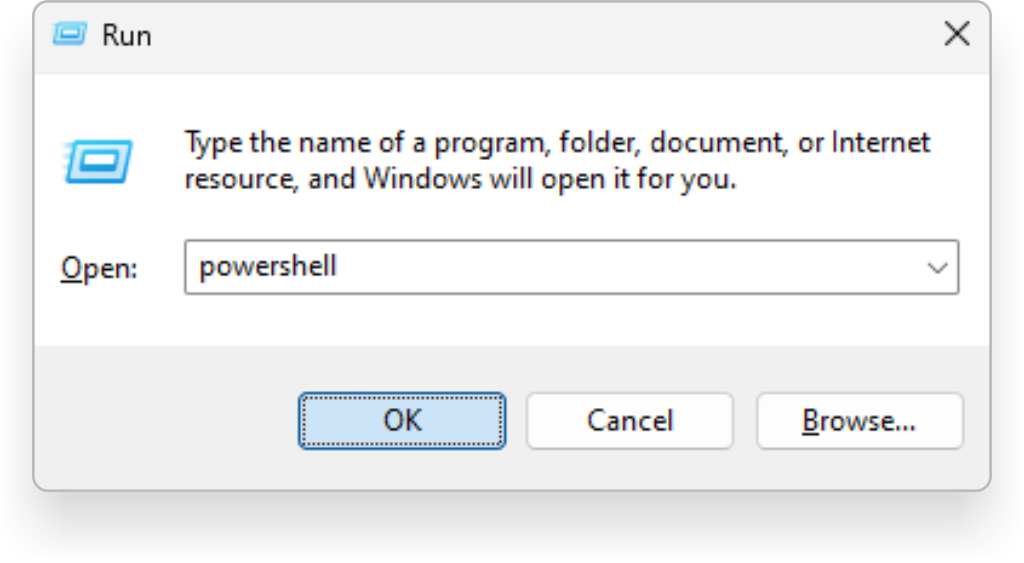 Run
Type the name of a program, folder, document, or Internet
resource, and Windows will open it for you.
Open: powershell
OK Cancel Browse...